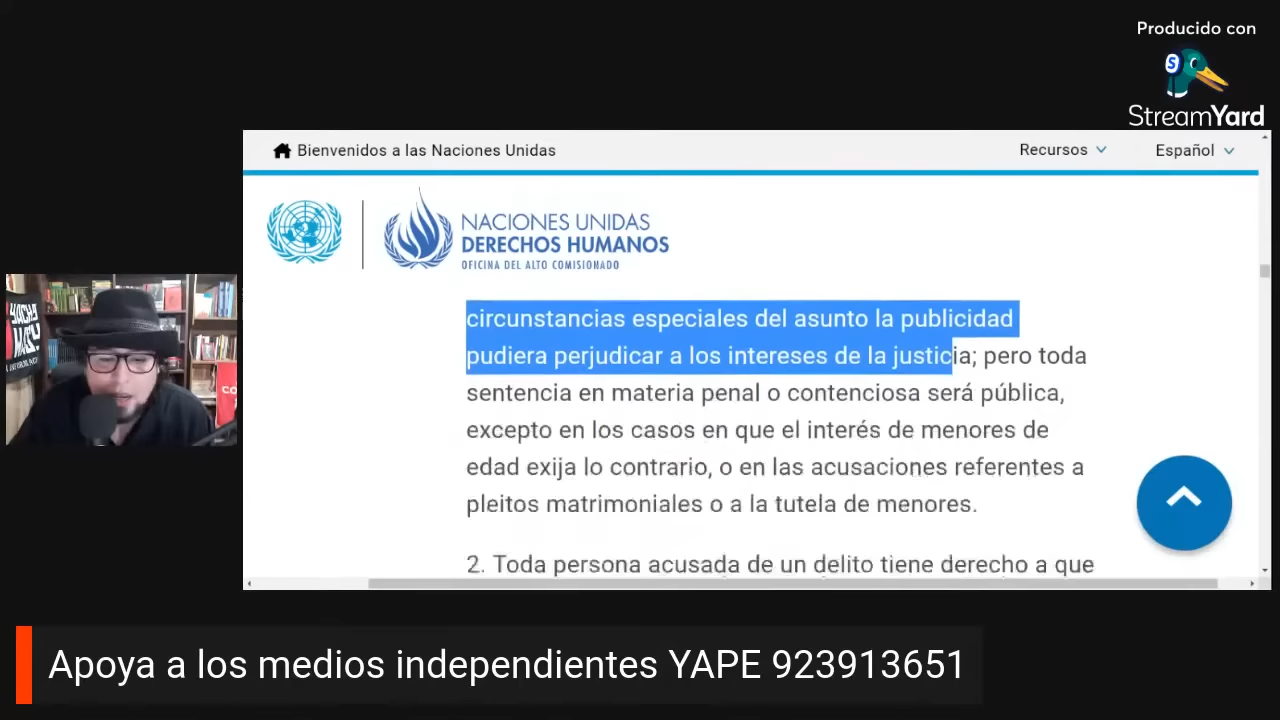 Producido con
StreamYard
Bienvenidos a las Naciones Unidas
Recursos
Español
NACIONES UNIDAS
DERECHOS HUMANOS
OFICINA DEL ALTO COMISIONADO
circunstancias especiales del asunto la publicidad
pudiera perjudicar a los intereses de la justicia; pero toda
sentencia en materia penal o contenciosa será pública,
excepto en los casos en que el interés de menores de
edad exija lo contrario, o en las acusaciones referentes a
pleitos matrimoniales o a la tutela de menores.
2. Toda persona acusada de un delito tiene derecho a que
Apoya a los medios independientes YAPE 923913651